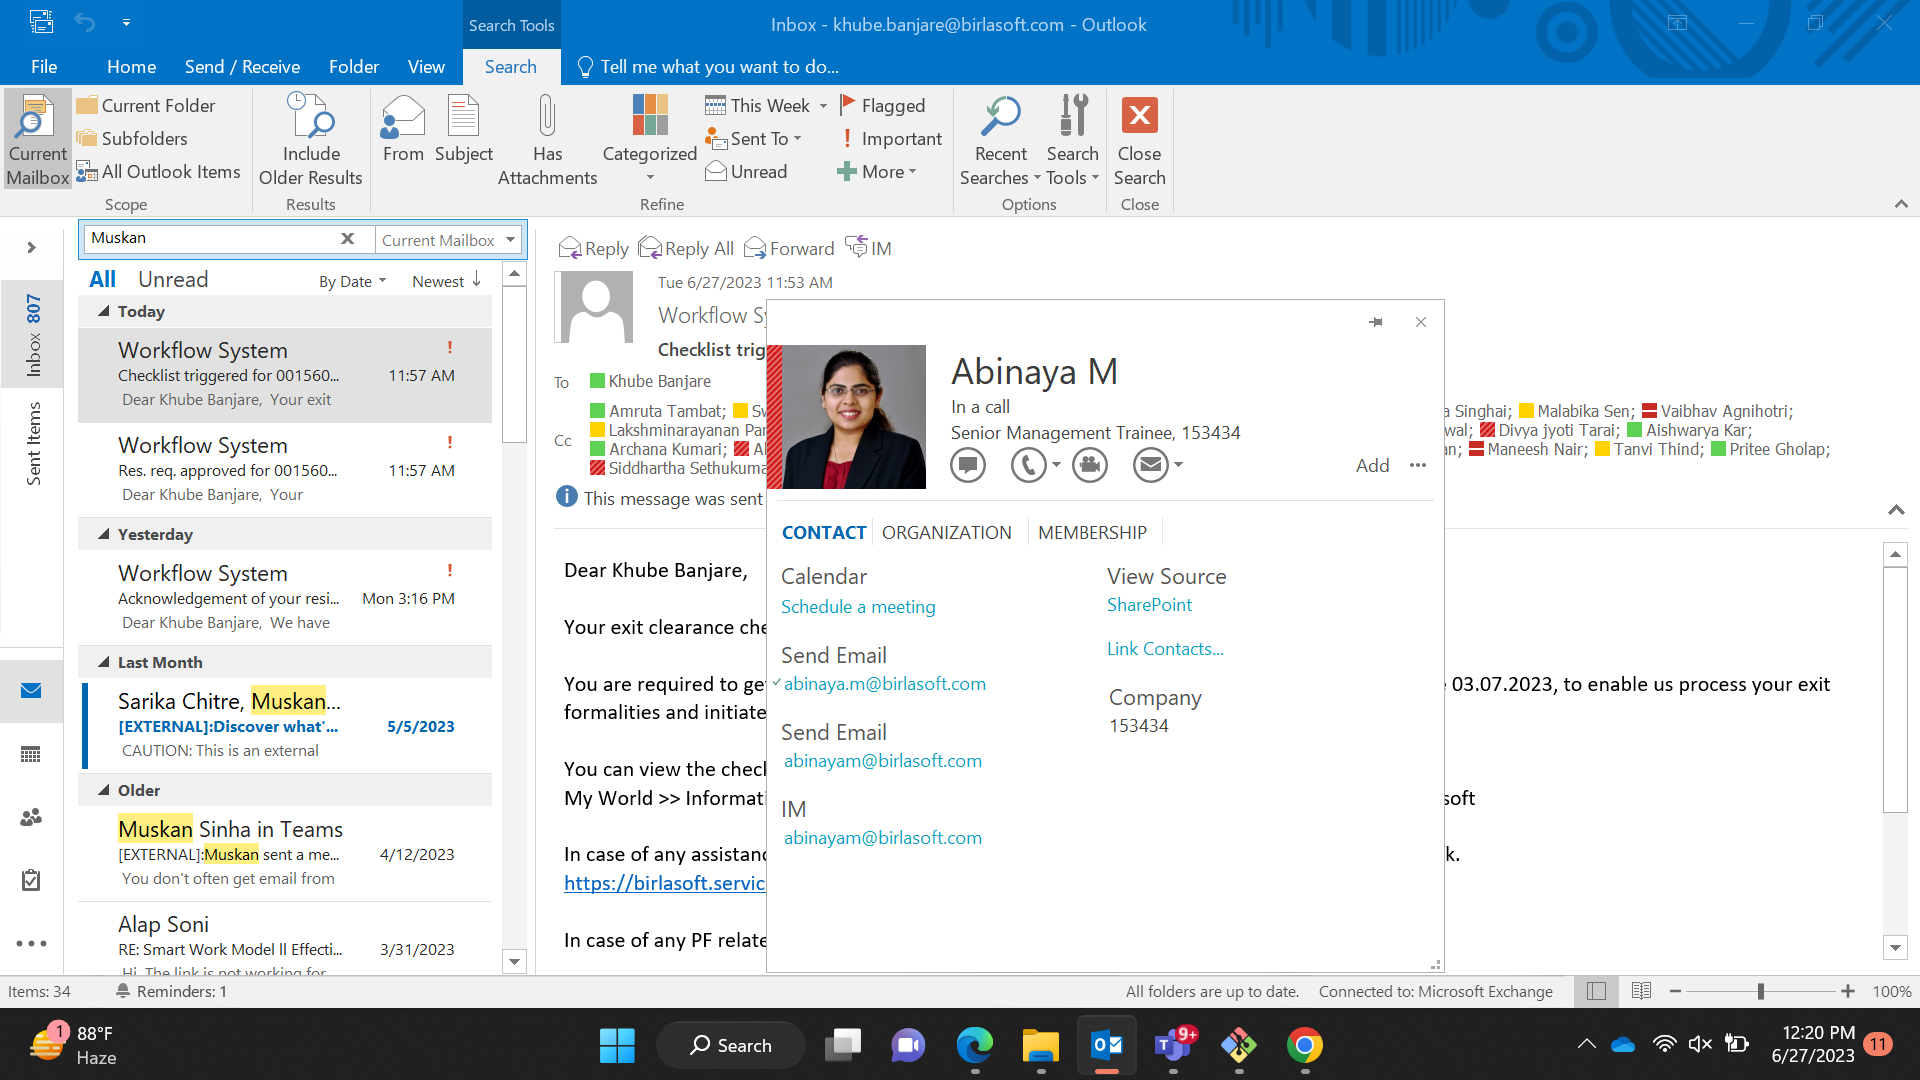 Search Tools
Inbox - khube.banjare@birlasoft.com - Outlook
File Home Send / Receive Folder View Search Tell me what you want to do...
Current Mailbox
Current Folder
Subfolders
All Outlook Items
Scope
Include Older Results
Results
From
Subject
Has Attachments
Categorized
This Week
Sent To
Unread
Flagged
Important
More
Refine
Recent Searches
Search Tools
Options
Close Search
Close
Muskan
Current Mailbox
All Unread By Date Newest
Today
Workflow System !
Checklist triggered for 001560... 11:57 AM
Dear Khube Banjare, Your exit
Workflow System !
Res. req. approved for 001560... 11:57 AM
Dear Khube Banjare, Your
Yesterday
Workflow System !
Acknowledgement of your resi... Mon 3:16 PM
Dear Khube Banjare, We have
Last Month
Sarika Chitre, Muskan...
[EXTERNAL]:Discover what'... 5/5/2023
CAUTION: This is an external
Older
Muskan Sinha in Teams
[EXTERNAL]:Muskan sent a me... 4/12/2023
You don't often get email from
Alap Soni
RE: Smart Work Model ll Effecti... 3/31/2023
Hi, The link is not working for
Inbox 807
Sent Items
Reply Reply All Forward IM
Tue 6/27/2023 11:53 AM
Workflow Sy
Checklist trig
To Khube Banjare
Cc
Amruta Tambat; Sw
Lakshminarayanan Par
Archana Kumari; Al
Siddhartha Sethukuma
a Singhai; Malabika Sen; Vaibhav Agnihotri;
wal; Divya jyoti Tarai; Aishwarya Kar;
an; Maneesh Nair; Tanvi Thind; Pritee Gholap;
This message was sent
Dear Khube Banjare,
Your exit clearance che
You are required to ge
03.07.2023, to enable us process your exit
formalities and initiate
You can view the check
My World >> Informati
soft
In case of any assistanc
k.
https://birlasoft.servic
In case of any PF relate
Abinaya M
In a call
Senior Management Trainee, 153434
Add
CONTACT ORGANIZATION MEMBERSHIP
Calendar
Schedule a meeting
Send Email
abinaya.m@birlasoft.com
Send Email
abinayam@birlasoft.com
IM
abinayam@birlasoft.com
View Source
SharePoint
Link Contacts...
Company
153434
Items: 34 Reminders: 1
All folders are up to date. Connected to: Microsoft Exchange 100%
1
88°F
Haze
Search
9+
12:20 PM
6/27/2023
11